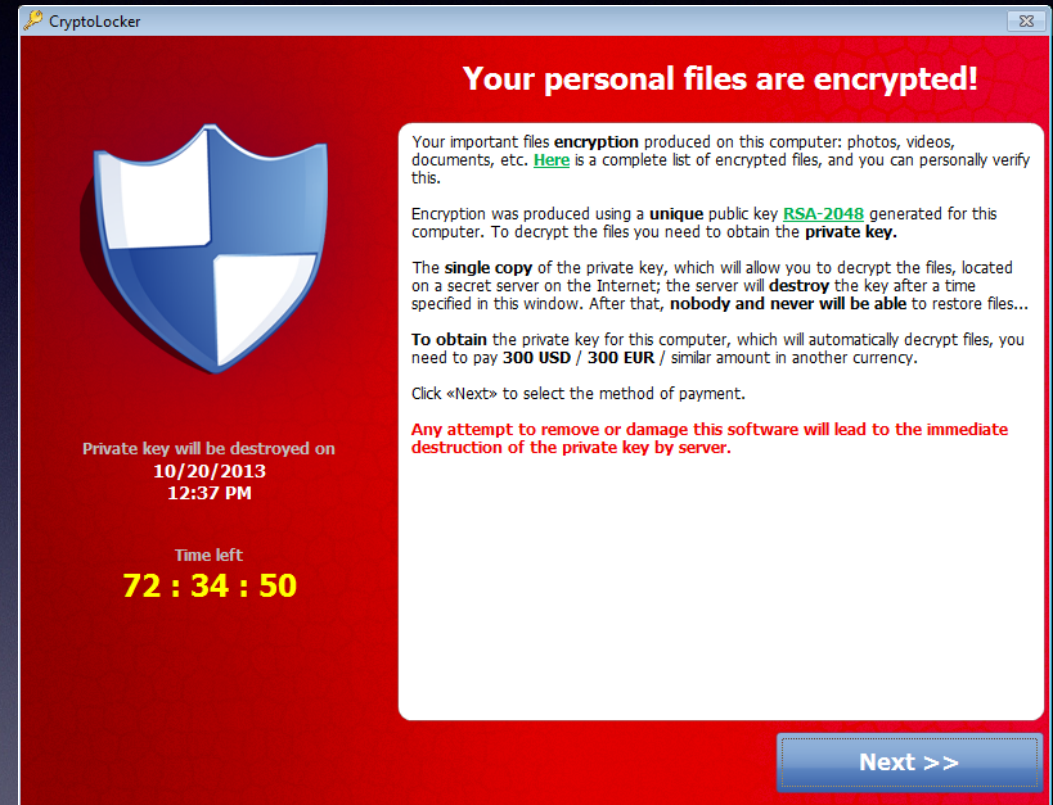 CryptoLocker
Your personal files are encrypted!
Your important files encryption produced on this computer: photos, videos,
documents, etc. Here is a complete list of encrypted files, and you can personally verify
this.
Encryption was produced using a unique public key RSA-2048 generated for this
computer. To decrypt the files you need to obtain the private key.
The single copy of the private key, which will allow you to decrypt the files, located
on a secret server on the Internet; the server will destroy the key after a time
specified in this window. After that, nobody and never will be able to restore files...
To obtain the private key for this computer, which will automatically decrypt files, you
need to pay 300 USD / 300 EUR / similar amount in another currency.
Click «Next» to select the method of payment.
Any attempt to remove or damage this software will lead to the immediate
destruction of the private key by server.
Private key will be destroyed on
10/20/2013
12:37 PM
Time left
72 : 34 : 50
Next >>